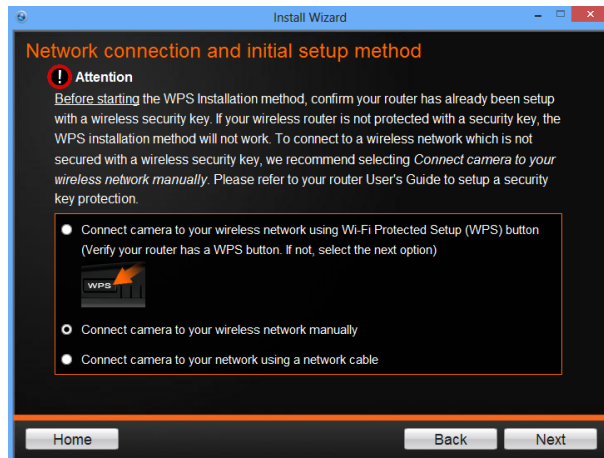 Install Wizard
Network connection and initial setup method
! Attention
Before starting the WPS Installation method, confirm your router has already been setup
with a wireless security key. If your wireless router is not protected with a security key, the
WPS installation method will not work. To connect to a wireless network which is not
secured with a wireless security key, we recommend selecting Connect camera to your
wireless network manually. Please refer to your router User's Guide to setup a security
key protection.
Connect camera to your wireless network using Wi-Fi Protected Setup (WPS) button
(Verify your router has a WPS button. If not, select the next option)
WPS
Connect camera to your wireless network manually
Connect camera to your network using a network cable
Home Back Next